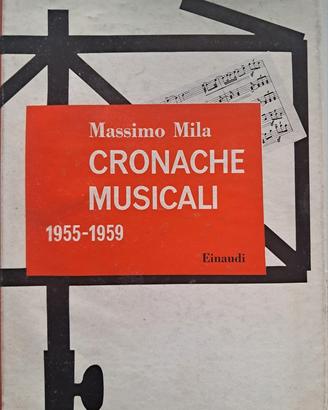 Massimo Mila
CRONACHE
MUSICALI
1955-1959
Einaudi